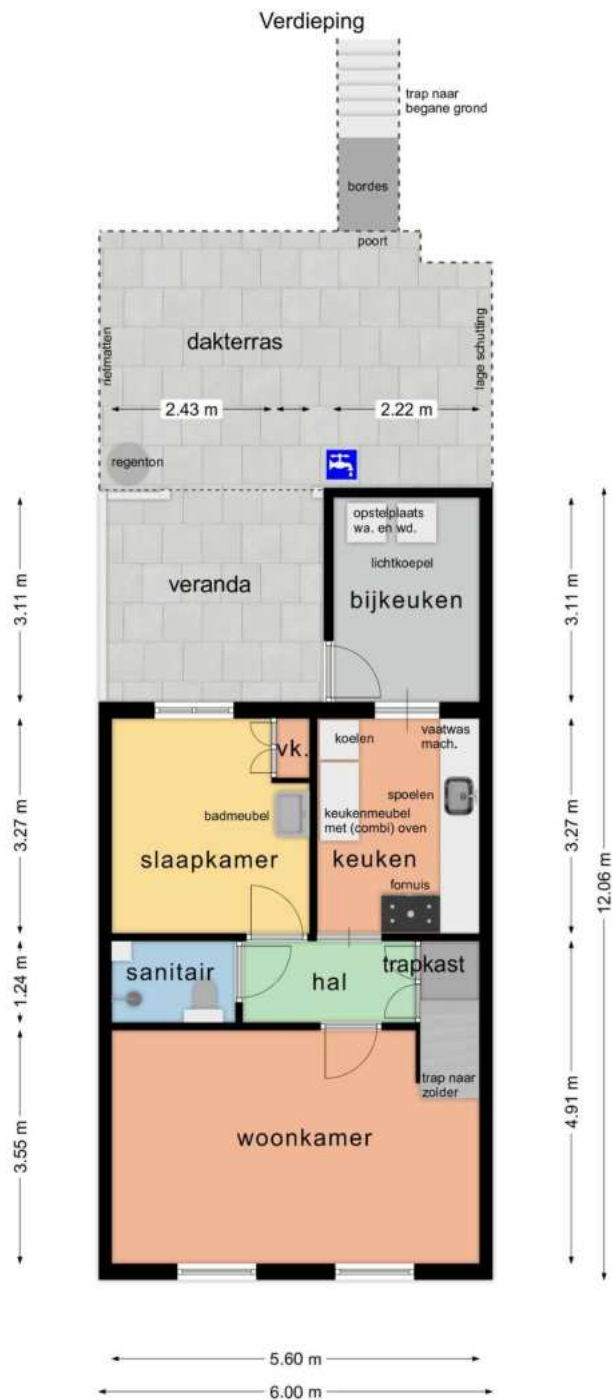 Verdieping
trap naar
begane grond
bordes
poort
rietmatten
dakterras
lage schutting
2.43 m
2.22 m
regenton
3.11 m
veranda
opstelplaats
wa. en wd.
lichtkoepel
bijkeuken
3.11 m
3.27 m
vk.
koelen
vaatwas
mach.
badmeubel
spoelen
keukenmeubel
met (combi) oven
slaapkamer
keuken
fornuis
3.27 m
12.06 m
1.24 m
sanitair
hal
trapkast
trap naar
zolder
4.91 m
3.55 m
woonkamer
5.60 m
6.00 m